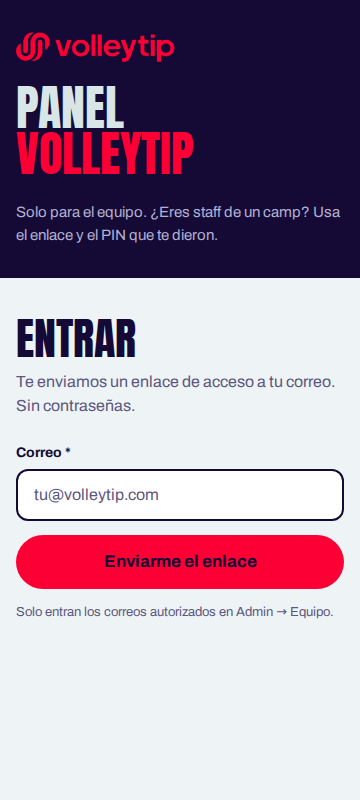 volleytip
PANEL
VOLLEYTIP
Solo para el equipo. ¿Eres staff de un camp? Usa
el enlace y el PIN que te dieron.
ENTRAR
Te enviamos un enlace de acceso a tu correo.
Sin contraseñas.
Correo *
tu@volleytip.com
Enviarme el enlace
Solo entran los correos autorizados en Admin → Equipo.